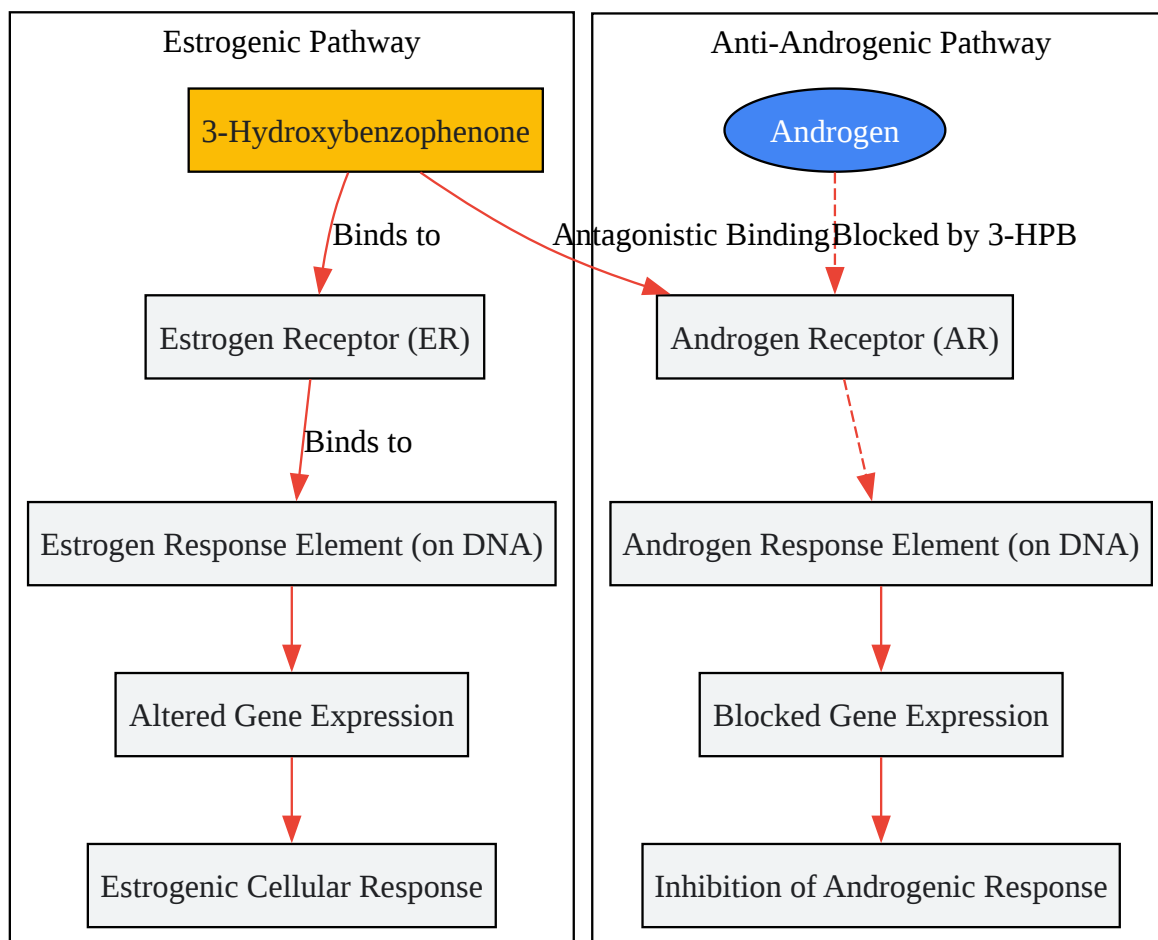 Estrogenic Pathway
3-Hydroxybenzophenone
Binds to
Estrogen Receptor (ER)
Binds to
Estrogen Response Element (on DNA)
Altered Gene Expression
Estrogenic Cellular Response
Anti-Androgenic Pathway
Androgen
Antagonistic Binding
Blocked by 3-HPB
Androgen Receptor (AR)
Androgen Response Element (on DNA)
Blocked Gene Expression
Inhibition of Androgenic Response